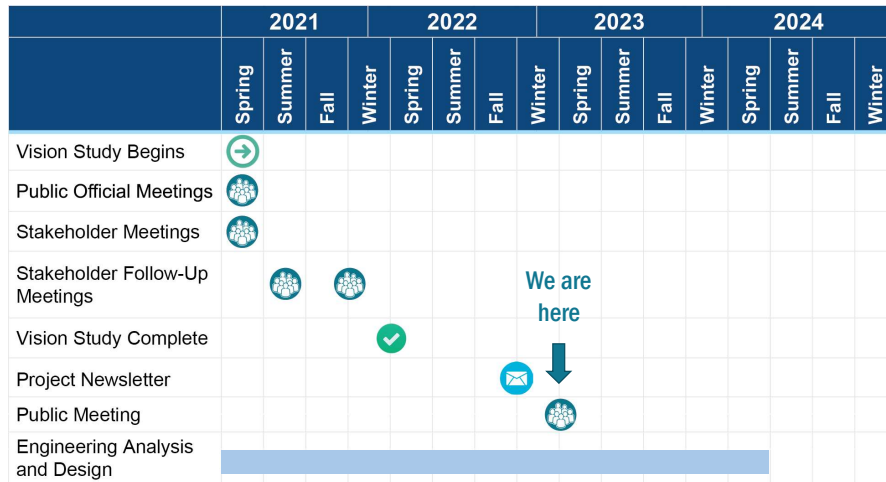 2021 2022 2023 2024
Spring Summer Fall Winter Spring Summer Fall Winter Spring Summer Fall Winter Spring Summer Fall Winter
Vision Study Begins
Public Official Meetings
Stakeholder Meetings
Stakeholder Follow-Up
Meetings
We are
here
Vision Study Complete
Project Newsletter
Public Meeting
Engineering Analysis
and Design